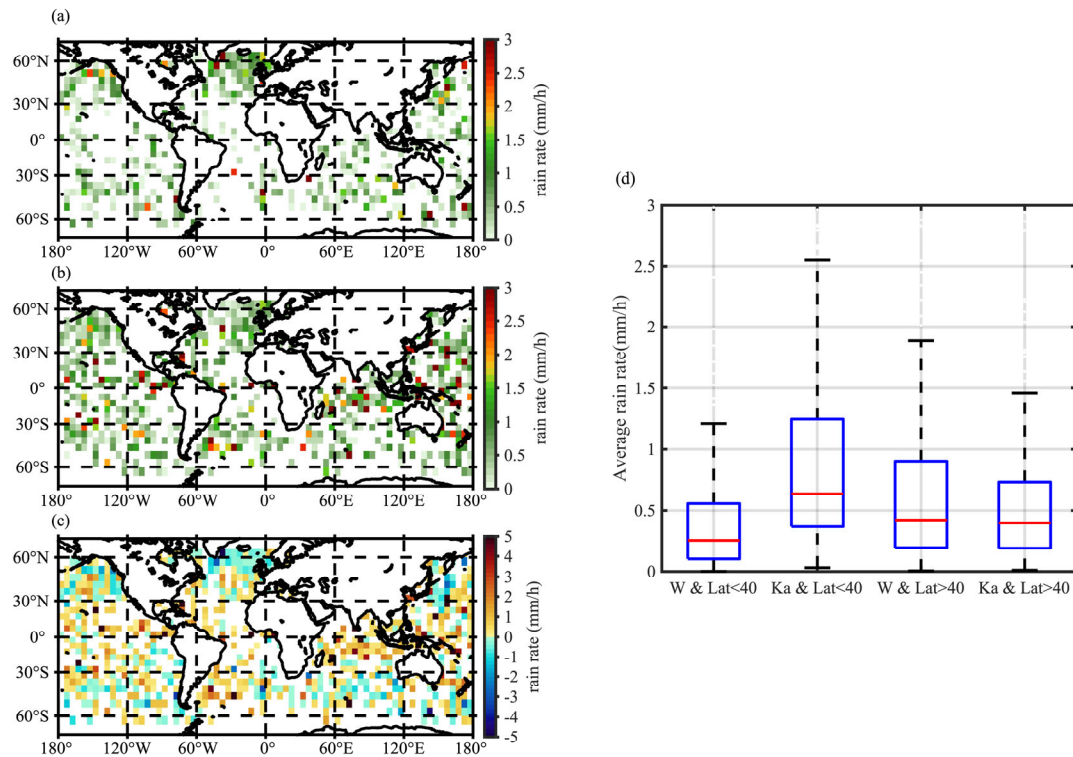 (a)
60°N
30°N
0°
30°S
60°S
180° 120°W 60°W 0° 60°E 120°E 180°
3
2.5
2
1.5
1
0.5
0
rain rate (mm/h)
(b)
60°N
30°N
0°
30°S
60°S
180° 120°W 60°W 0° 60°E 120°E 180°
3
2.5
2
1.5
1
0.5
0
rain rate (mm/h)
(c)
60°N
30°N
0°
30°S
60°S
180° 120°W 60°W 0° 60°E 120°E 180°
5
4
3
2
1
0
-1
-2
-3
-4
-5
rain rate (mm/h)
(d)
Average rain rate(mm/h)
3
2.5
2
1.5
1
0.5
0
W & Lat<40 Ka & Lat<40 W & Lat>40 Ka & Lat>40